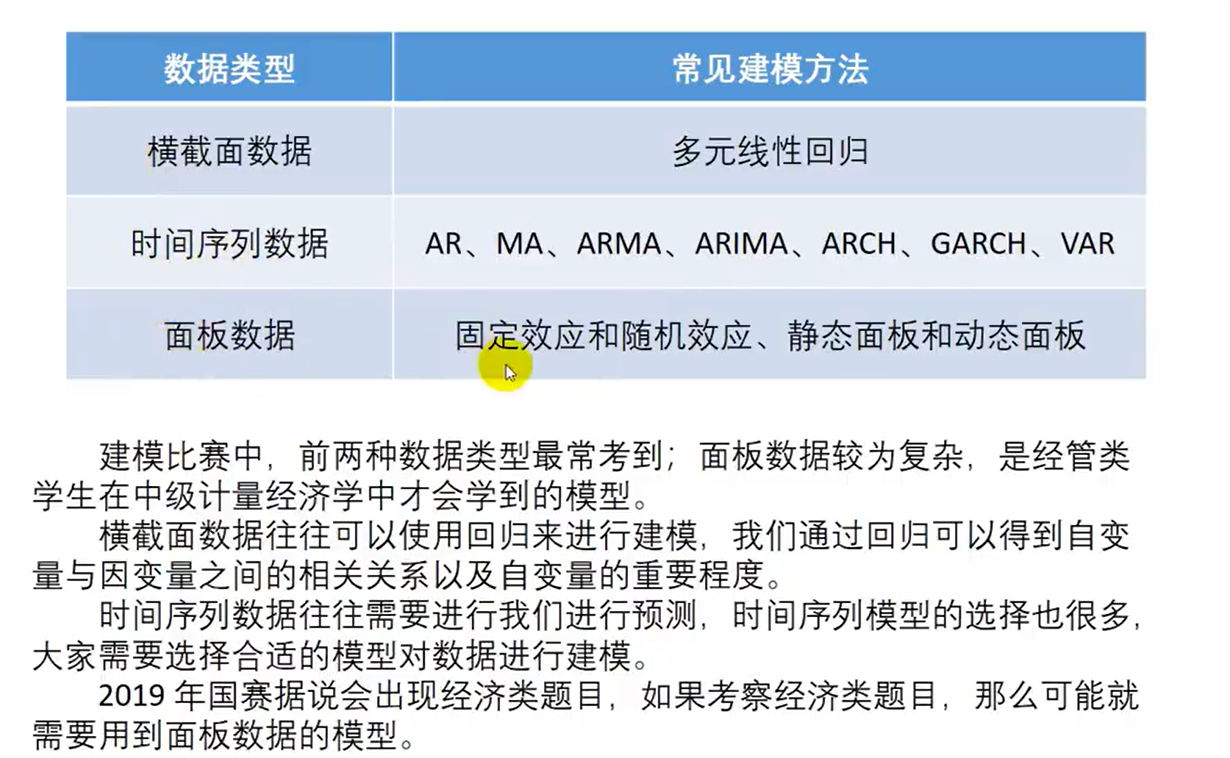 数据类型 常见建模方法
横截面数据 多元线性回归
时间序列数据 AR、MA、ARMA、ARIMA、ARCH、GARCH、VAR
面板数据 固定效应和随机效应、静态面板和动态面板
建模比赛中，前两种数据类型最常考到；面板数据较为复杂，是经管类
学生在中级计量经济学中才会学到的模型。
横截面数据往往可以使用回归来进行建模，我们通过回归可以得到自变
量与因变量之间的相关关系以及自变量的重要程度。
时间序列数据往往需要进行我们进行预测，时间序列模型的选择也很多，
大家需要选择合适的模型对数据进行建模。
2019 年国赛据说会出现经济类题目，如果考察经济类题目，那么可能就
需要用到面板数据的模型。